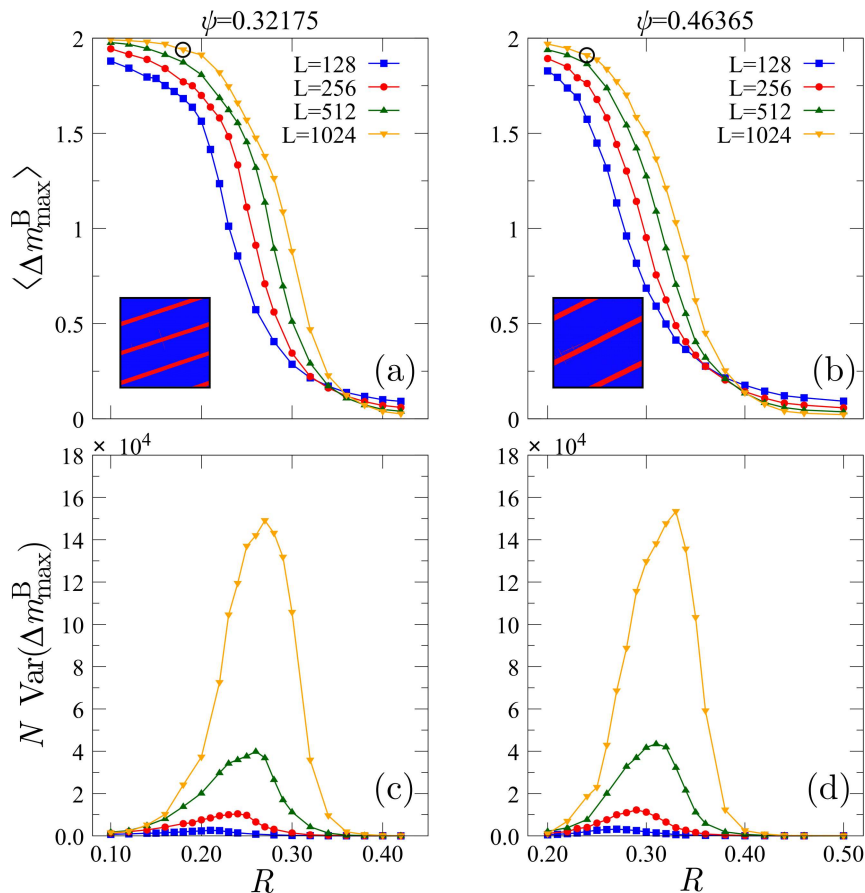 ψ=0.32175
ψ=0.46365
2
1.5
1
0.5
0
⟨Δm^B_max⟩
L=128
L=256
L=512
L=1024
(a)
2
1.5
1
0.5
0
L=128
L=256
L=512
L=1024
(b)
× 10^4
18
16
14
12
10
8
6
4
2
0.0
N Var(Δm^B_max)
(c)
0.10 0.20 0.30 0.40
R
× 10^4
18
16
14
12
10
8
6
4
2
0.0
(d)
0.20 0.30 0.40 0.50
R